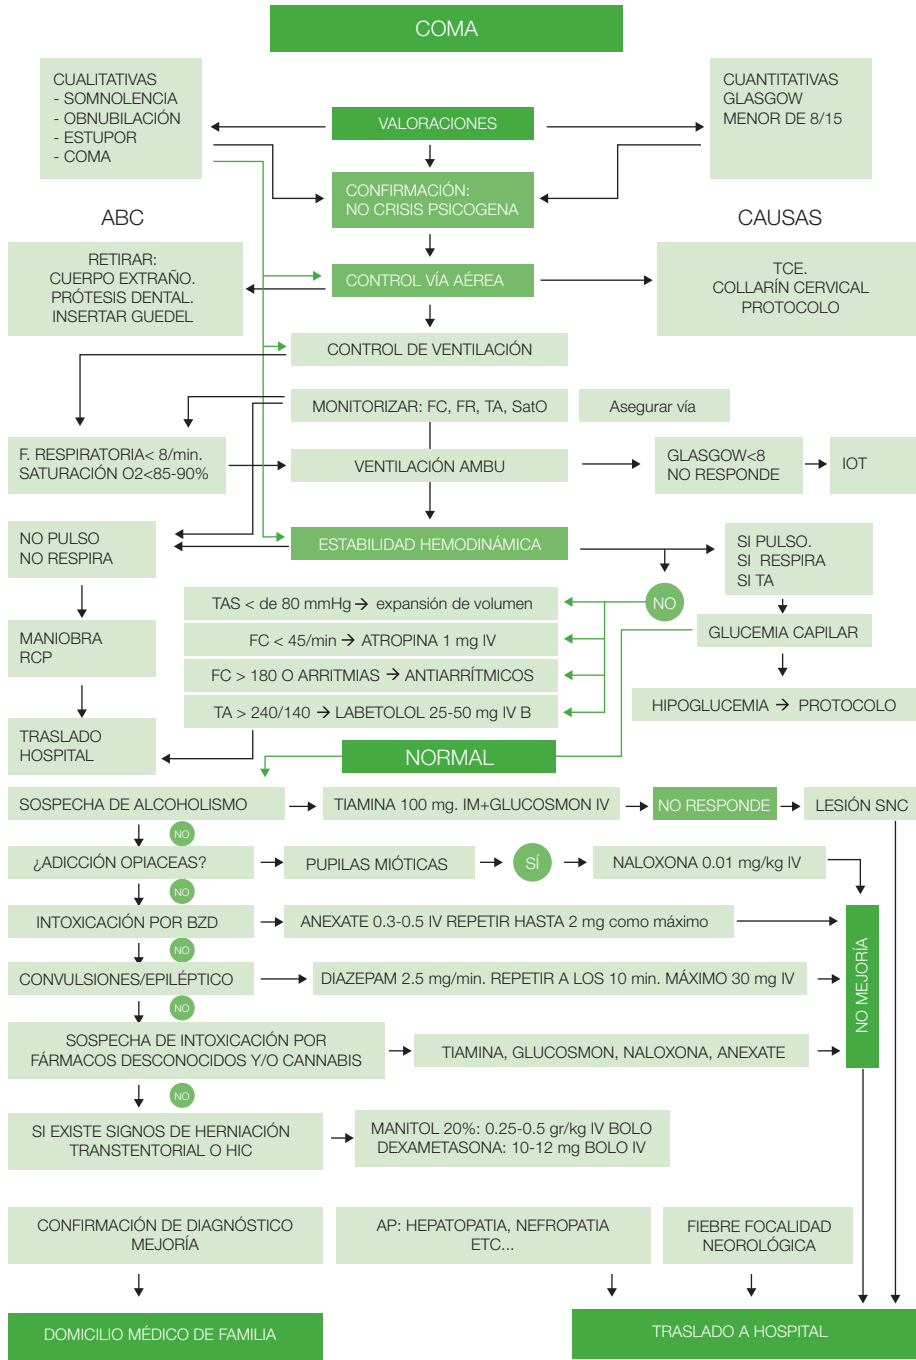 COMA
CUALITATIVAS
- SOMNOLENCIA
- OBNUBILACIÓN
- ESTUPOR
- COMA
VALORACIONES
CUANTITATIVAS
GLASGOW
MENOR DE 8/15
CONFIRMACIÓN:
NO CRISIS PSICOGENA
ABC
CAUSAS
RETIRAR:
CUERPO EXTRAÑO.
PRÓTESIS DENTAL.
INSERTAR GUEDEL
CONTROL VÍA AÉREA
TCE.
COLLARÍN CERVICAL
PROTOCOLO
CONTROL DE VENTILACIÓN
MONITORIZAR: FC, FR, TA, SatO
Asegurar vía
F. RESPIRATORIA< 8/min.
SATURACIÓN O2<85-90%
VENTILACIÓN AMBU
GLASGOW<8
NO RESPONDE
IOT
NO PULSO
NO RESPIRA
ESTABILIDAD HEMODINÁMICA
SI PULSO.
SI RESPIRA
SI TA
NO
TAS < de 80 mmHg → expansión de volumen
FC < 45/min → ATROPINA 1 mg IV
FC > 180 O ARRITMIAS → ANTIARRÍTMICOS
TA > 240/140 → LABETOLOL 25-50 mg IV B
GLUCEMIA CAPILAR
MANIOBRA
RCP
HIPOGLUCEMIA → PROTOCOLO
TRASLADO
HOSPITAL
NORMAL
SOSPECHA DE ALCOHOLISMO
TIAMINA 100 mg. IM+GLUCOSMON IV
NO RESPONDE
LESIÓN SNC
NO
¿ADICCIÓN OPIACEAS?
PUPILAS MIÓTICAS
SÍ
NALOXONA 0.01 mg/kg IV
NO
INTOXICACIÓN POR BZD
ANEXATE 0.3-0.5 IV REPETIR HASTA 2 mg como máximo
NO MEJORÍA
NO
CONVULSIONES/EPILÉPTICO
DIAZEPAM 2.5 mg/min. REPETIR A LOS 10 min. MÁXIMO 30 mg IV
NO
SOSPECHA DE INTOXICACIÓN POR
FÁRMACOS DESCONOCIDOS Y/O CANNABIS
TIAMINA, GLUCOSMON, NALOXONA, ANEXATE
NO
SI EXISTE SIGNOS DE HERNIACIÓN
TRANSTENTORIAL O HIC
MANITOL 20%: 0.25-0.5 gr/kg IV BOLO
DEXAMETASONA: 10-12 mg BOLO IV
CONFIRMACIÓN DE DIAGNÓSTICO
MEJORÍA
AP: HEPATOPATIA, NEFROPATIA
ETC...
FIEBRE FOCALIDAD
NEOROLÓGICA
DOMICILIO MÉDICO DE FAMILIA
TRASLADO A HOSPITAL